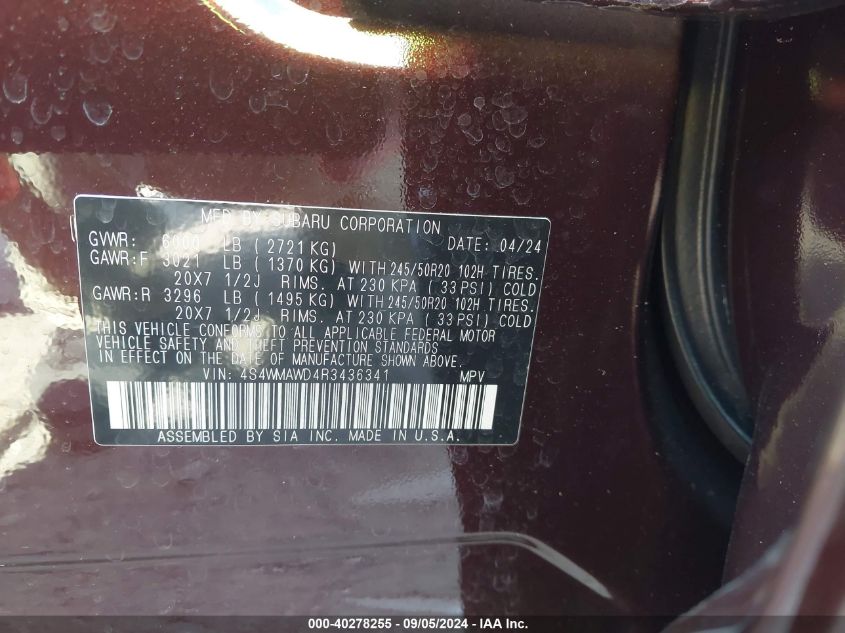 MFD BY SUBARU CORPORATION
GVWR: 6000 LB ( 2721 KG) DATE: 04/24
GAWR:F 3021 LB ( 1370 KG) WITH 245/50R20 102H TIRES.
20X7 1/2J RIMS. AT 230 KPA ( 33 PSI) COLD
GAWR:R 3296 LB ( 1495 KG) WITH 245/50R20 102H TIRES.
20X7 1/2J RIMS. AT 230 KPA ( 33 PSI) COLD
THIS VEHICLE CONFORMS TO ALL APPLICABLE FEDERAL MOTOR
VEHICLE SAFETY AND THEFT PREVENTION STANDARDS
IN EFFECT ON THE DATE OF MANUFACTURE SHOWN ABOVE.
VIN: 4S4WMAWD4R3436341 MPV
ASSEMBLED BY SIA INC. MADE IN U.S.A.
000-40278255 - 09/05/2024 - IAA Inc.